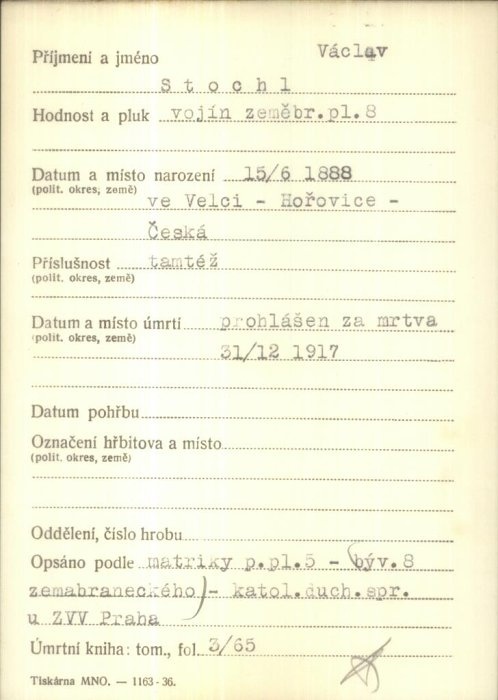 Příjmení a jméno Václav
Stochl
Hodnost a pluk vojín zeměbr.pl.8
Datum a místo narození 15/6 1888
(polit. okres, země)
ve Velci - Hořovice -
Česká
Příslušnost tamtéž
(polit. okres, země)
Datum a místo úmrtí prohlášen za mrtva
(polit. okres, země)
31/12 1917
Datum pohřbu
Označení hřbitova a místo
(polit. okres, země)
Oddělení, číslo hrobu
Opsáno podle matriky p.pl.5 - (býv.8
zemabraneckého) - katol.duch.spr.
u ZVV Praha
Úmrtní kniha: tom., fol. 3/65
Tiskárna MNO. — 1163 - 36.